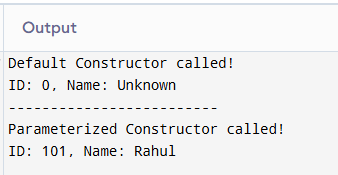 Output
Default Constructor called!
ID: 0, Name: Unknown
-------------------------
Parameterized Constructor called!
ID: 101, Name: Rahul